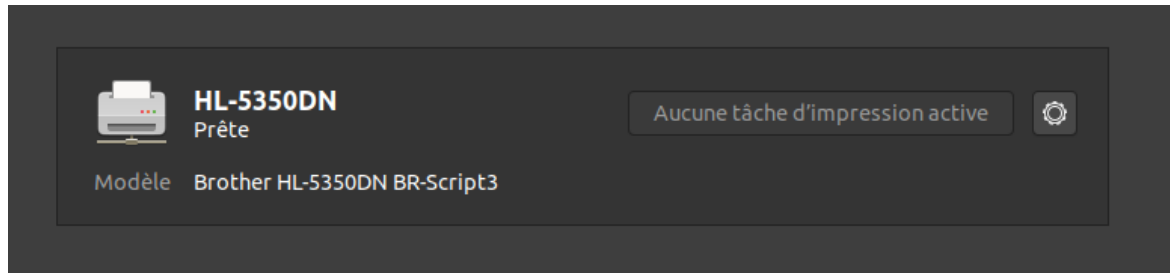 HL-5350DN
Prête
Aucune tâche d’impression active
Modèle Brother HL-5350DN BR-Script3